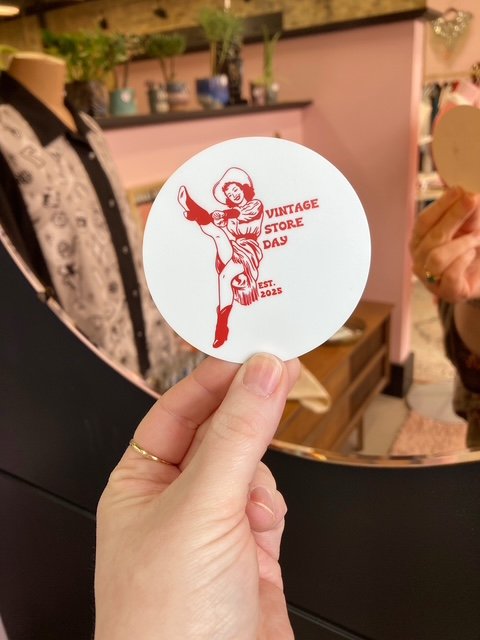 VINTAGE
STORE
DAY
EST.
2025